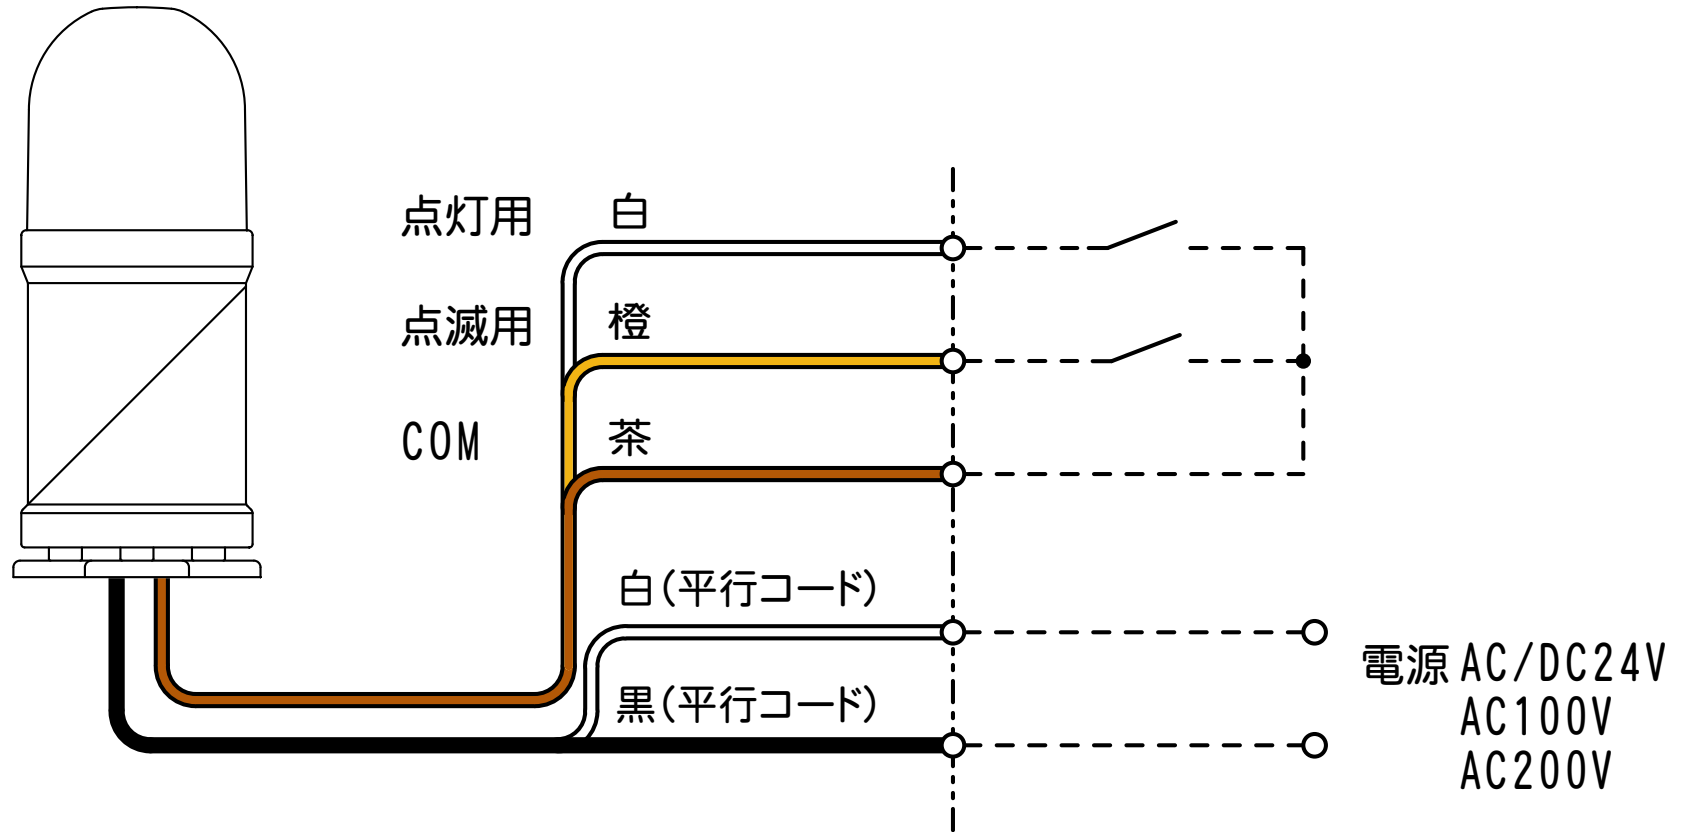 点灯用 白
点滅用 橙
COM 茶
白(平行コード)
黒(平行コード)
電源 AC/DC24V
AC100V
AC200V